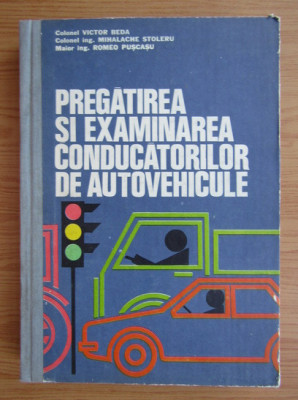 Colonel VICTOR BEDA
Colonel ing. MIHALACHE STOLERU
Maior ing. ROMEO PUȘCAȘU
PREGĂTIREA
ȘI EXAMINAREA
CONDUCĂTORILOR
DE AUTOVEHICULE